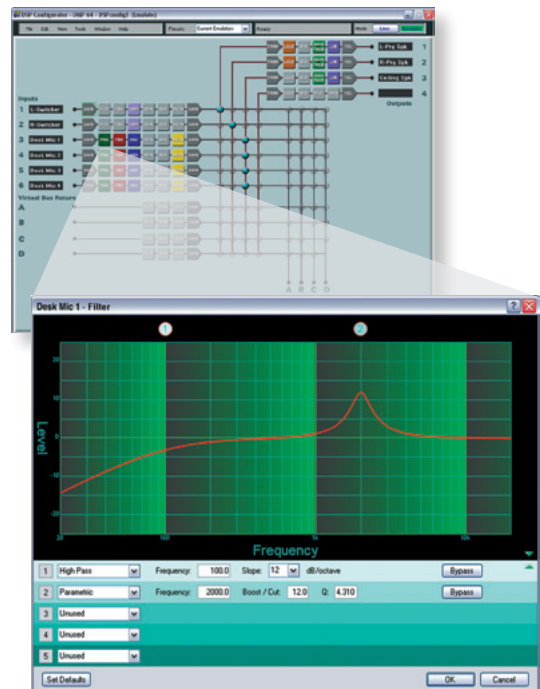 DSP Configurator - DMP 64 - DSPconfig1 (Emulate)
File Edit View Tools Window Help Presets: Current Emulation Ready Mode: Live Emulate
1 L-Pro Spk
2 R-Pro Spk
3 Ceiling Spk
4
Outputs
Inputs
1 L-Switcher
2 R-Switcher
3 Desk Mic 1
4 Desk Mic 2
5 Desk Mic 3
6 Desk Mic 4
Virtual Bus Return
A
B
C
D
A B C D
Desk Mic 1 - Filter
1 2
20
10
0
-10
-20
Level
20 100 1k 10k
Frequency
1 High Pass Frequency: 100.0 Slope: 12 dB/octave Bypass
2 Parametric Frequency: 2000.0 Boost / Cut: 12.0 Q: 4.310 Bypass
3 Unused
4 Unused
5 Unused
Set Defaults OK Cancel